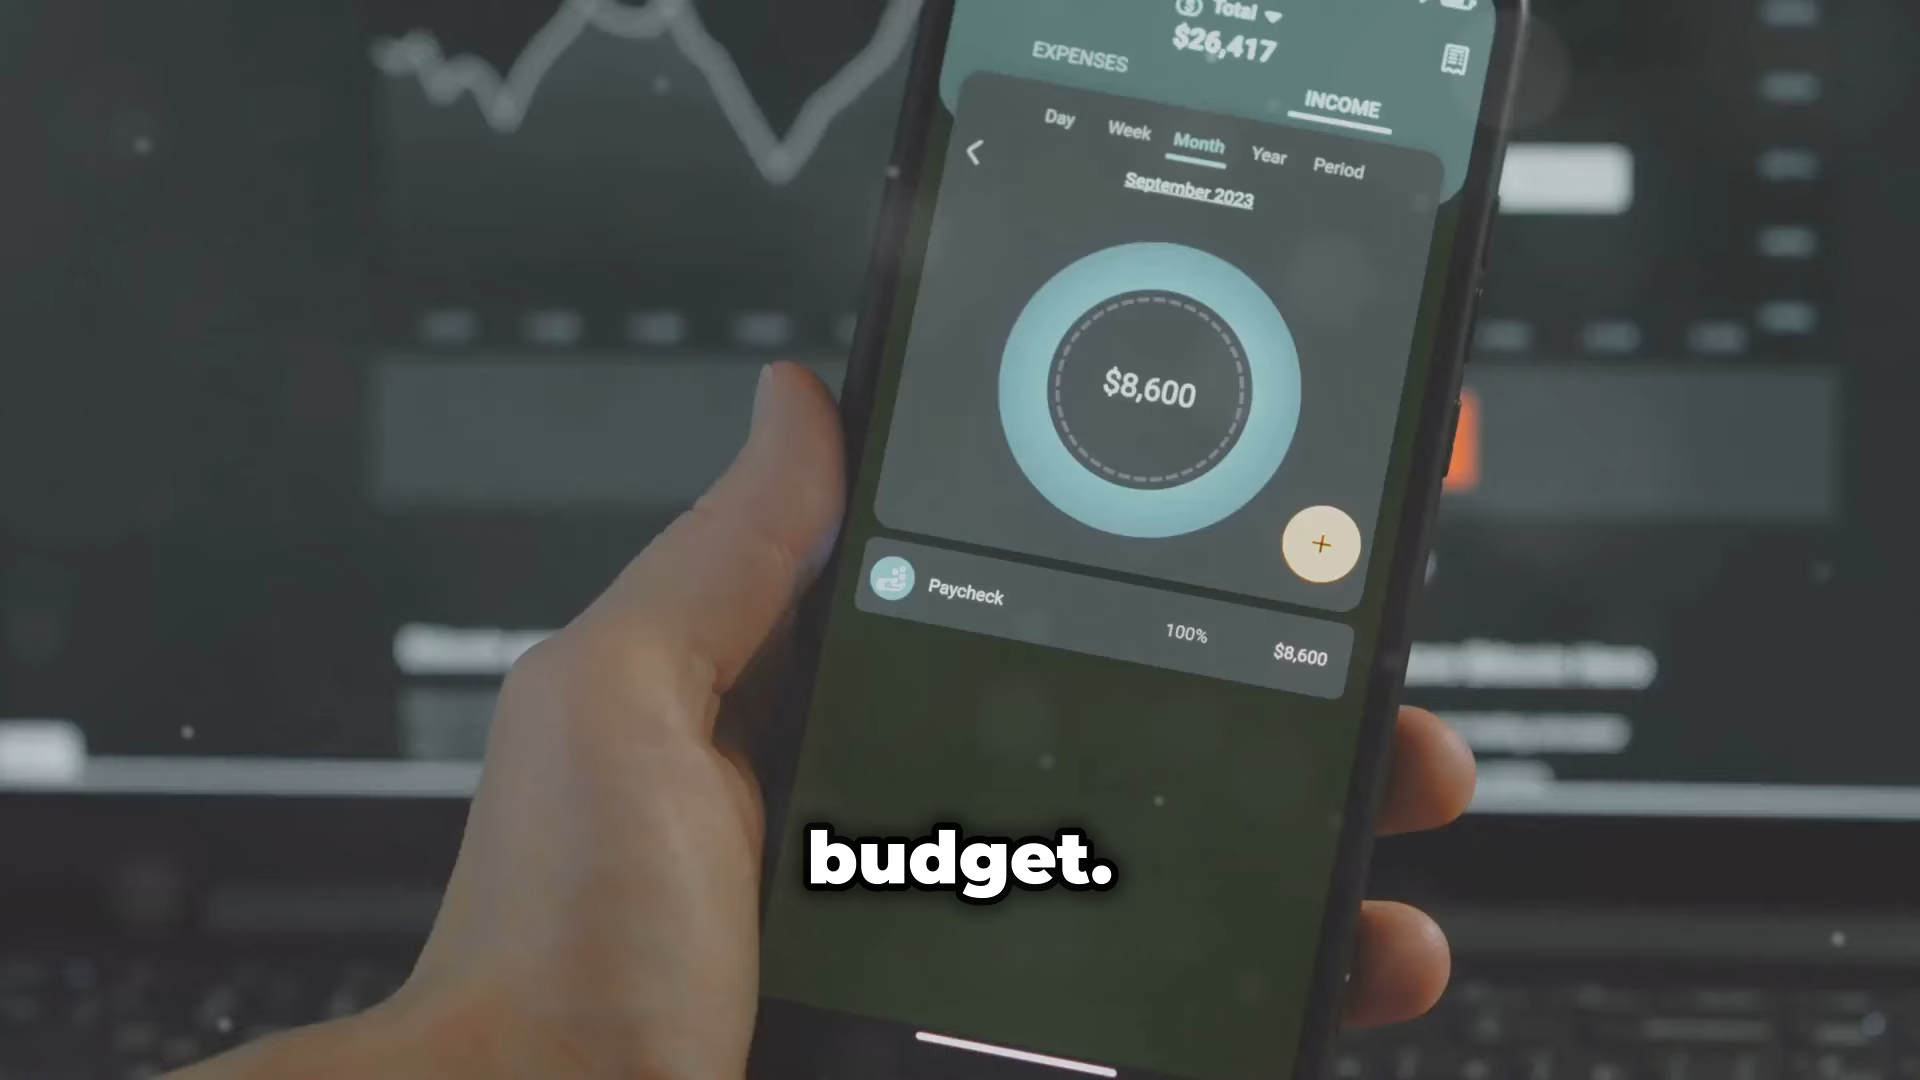 Total
$26,417
EXPENSES
INCOME
Day Week Month Year Period
September 2023
$8,600
+
Paycheck 100% $8,600
budget.